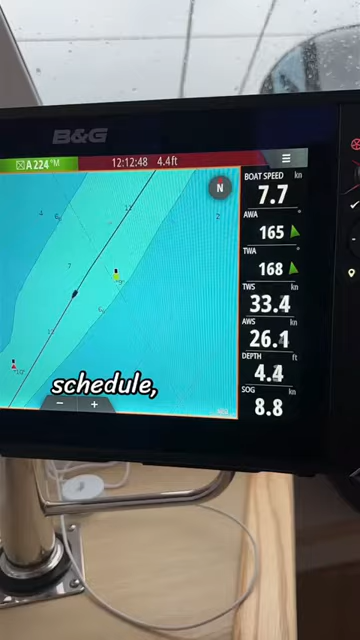 B&G
A 224°M
12:12:48 4.4ft
N
BOAT SPEED kn
7.7
AWA °
165
TWA °
168
TWS kn
33.4
AWS kn
26.1
DEPTH ft
4.4
SOG kn
8.8
schedule,